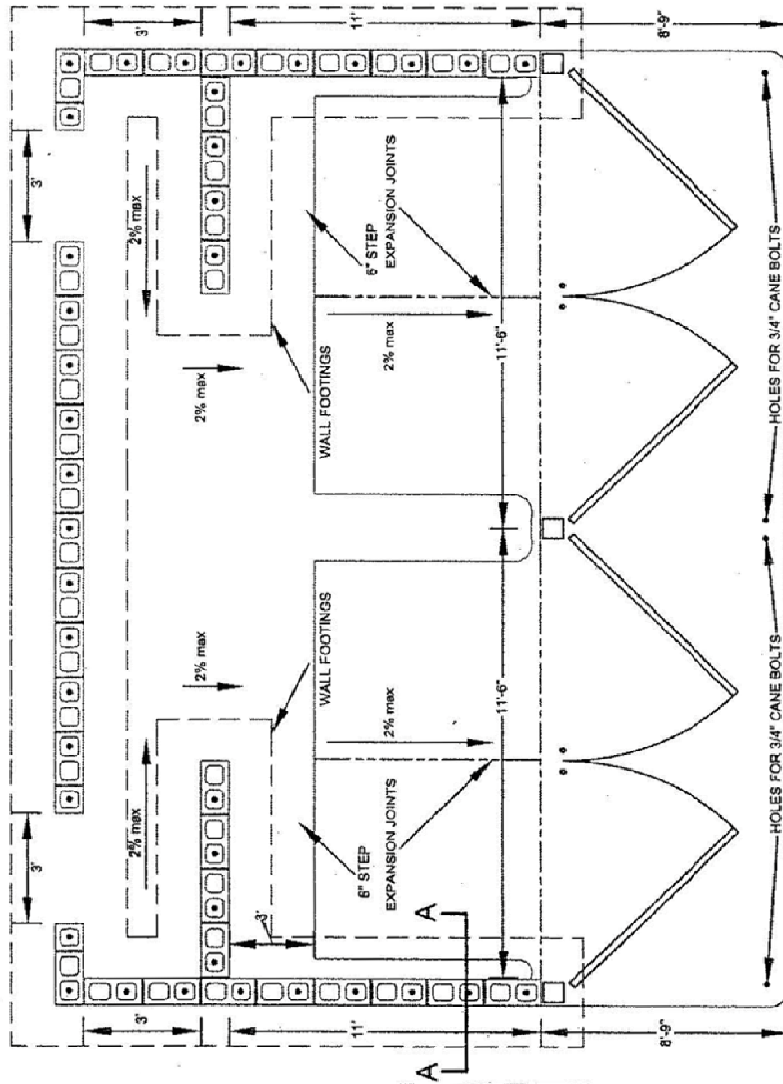 3'
11'
8'-9"
3'
2% max
2% max
6" STEP
EXPANSION JOINTS
2% max
WALL FOOTINGS
11'-6"
HOLES FOR 3/4" CANE BOLTS
2% max
WALL FOOTINGS
2% max
11'-6"
3'
2% max
6" STEP
EXPANSION JOINTS
HOLES FOR 3/4" CANE BOLTS
3'
A
3'
11'
8'-9"
A